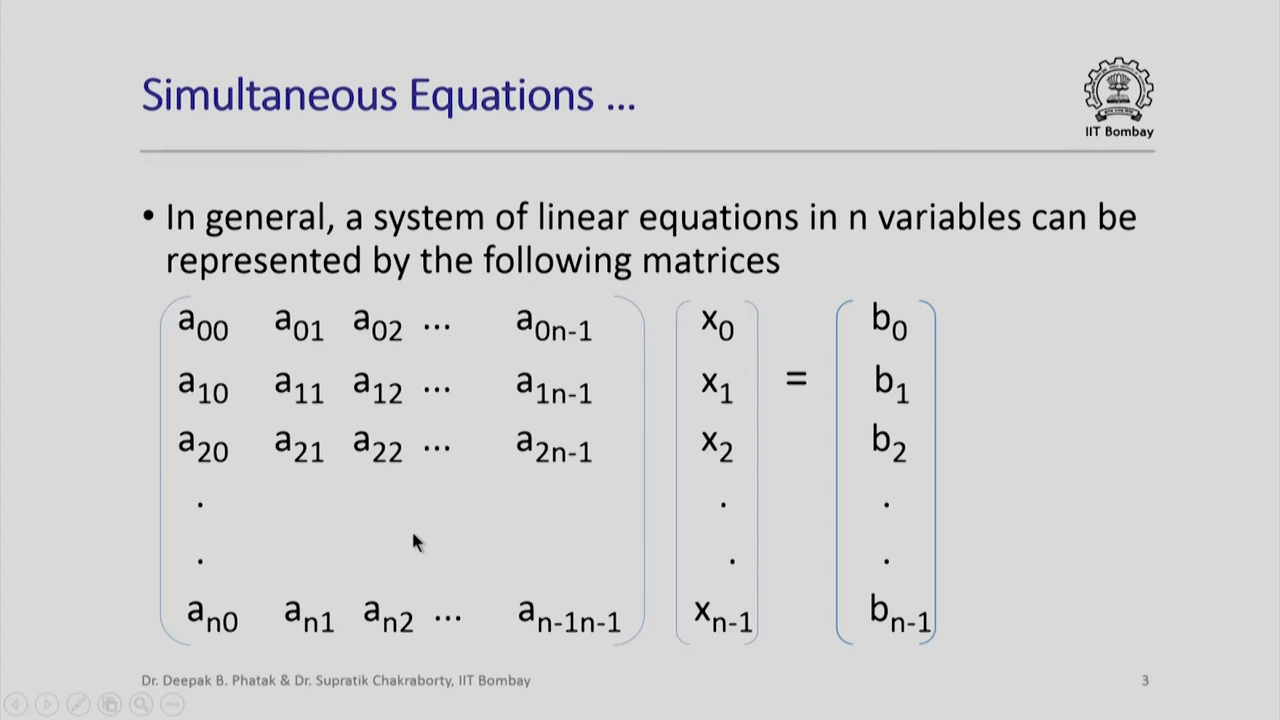 Simultaneous Equations ...
IIT Bombay
• In general, a system of linear equations in n variables can be
represented by the following matrices
a00 a01 a02 ... a0n-1 x0 b0
a10 a11 a12 ... a1n-1 x1 = b1
a20 a21 a22 ... a2n-1 x2 b2
. . .
. . .
an0 an1 an2 ... an-1n-1 xn-1 bn-1
Dr. Deepak B. Phatak & Dr. Supratik Chakraborty, IIT Bombay 3